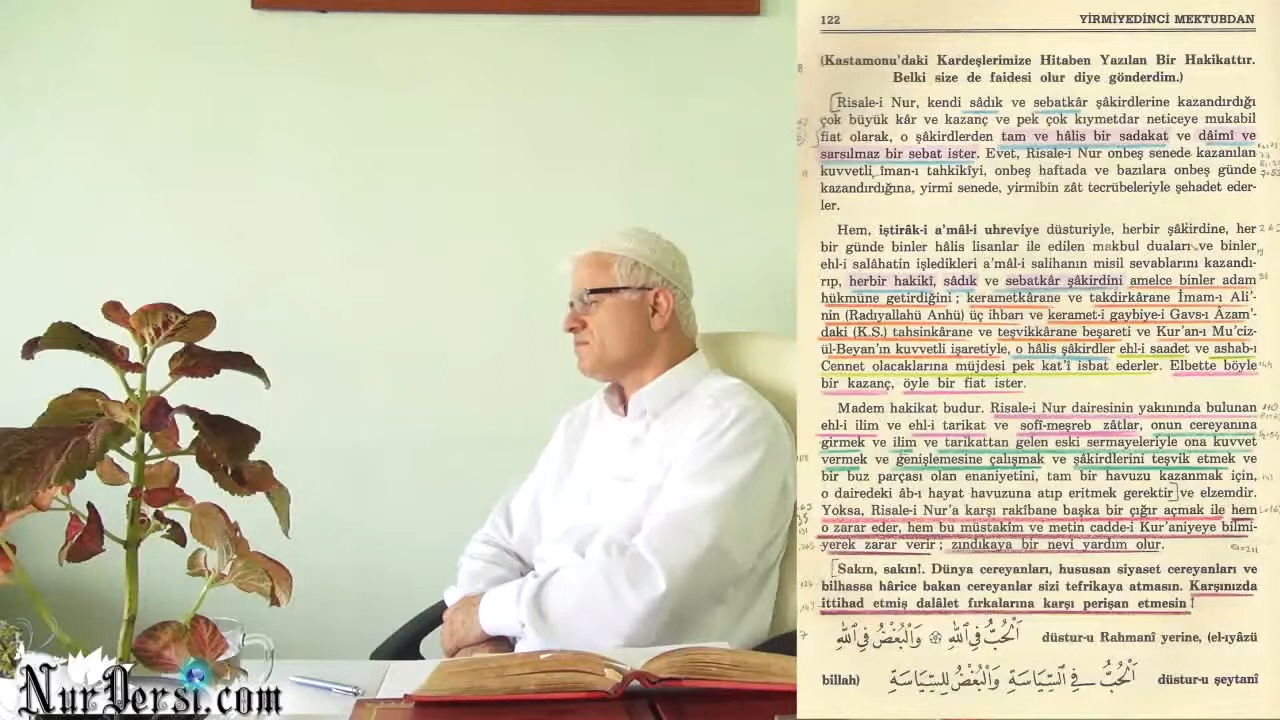 122 YİRMİYEDİNCİ MEKTUBDAN
(Kastamonu'daki Kardeşlerimize Hitaben Yazılan Bir Hakikattır.
Belki size de faidesi olur diye gönderdim.)
Risale-i Nur, kendi sâdık ve sebatkâr şâkirdlerine kazandırdığı
çok büyük kâr ve kazanç ve pek çok kıymetdar neticeye mukabil
fiat olarak, o şâkirdlerden tam ve hâlis bir sadakat ve dâimî ve
sarsılmaz bir sebat ister. Evet, Risale-i Nur onbeş senede kazanılan
kuvvetli îman-ı tahkikîyi, onbeş haftada ve bazılara onbeş günde
kazandırdığına, yirmi senede, yirmibin zât tecrübeleriyle şehadet eder-
ler.
Hem, iştirâk-i a'mâl-i uhreviye düsturiyle, herbir şâkirdine, her
bir günde binler hâlis lisanlar ile edilen makbul duaları ve binler
ehl-i salâhatin işledikleri a'mâl-i salihanın misil sevablarını kazandı-
rıp, herbir hakikî, sâdık ve sebatkâr şâkirdini amelce binler adam
hükmüne getirdiğini; kerametkârane ve takdirkârane İmam-ı Ali'-
nin (Radıyallahü Anhü) üç ihbarı ve keramet-i gaybiye-i Gavs-ı Âzam'-
daki (K.S.) tahsinkârane ve teşvikkârane beşareti ve Kur'an-ı Mu'ciz-
ül-Beyan'ın kuvvetli işaretiyle, o hâlis şâkirdler ehl-i saadet ve ashab-ı
Cennet olacaklarına müjdesi pek kat'î isbat ederler. Elbette böyle
bir kazanç, öyle bir fiat ister.
Madem hakikat budur. Risale-i Nur dairesinin yakınında bulunan
ehl-i ilim ve ehl-i tarikat ve sofî-meşreb zâtlar, onun cereyanına
girmek ve ilim ve tarikattan gelen eski sermayeleriyle ona kuvvet
vermek ve genişlemesine çalışmak ve şâkirdlerini teşvik etmek ve
bir buz parçası olan enaniyetini, tam bir havuzu kazanmak için,
o dairedeki âb-ı hayat havuzuna atıp eritmek gerektir ve elzemdir.
Yoksa, Risale-i Nur'a karşı rakîbane başka bir çığır açmak ile hem
o zarar eder, hem bu müstakîm ve metin cadde-i Kur'aniyeye bilmi-
yerek zarar verir; zındıkaya bir nevi yardım olur.
Sakın, sakın!. Dünya cereyanları, hususan siyaset cereyanları ve
bilhassa hârice bakan cereyanlar sizi tefrikaya atmasın. Karşınızda
ittihad etmiş dalâlet fırkalarına karşı perişan etmesin!
اَلْحُبُّ فِي اللّٰهِ ۞ وَالْبُغْضُ فِي اللّٰهِ düstur-u Rahmanî yerine, (el-ıyâzü
billah) اَلْحُبُّ فِي السِّيَاسَةِ وَالْبُغْضُ لِلسِّيَاسَةِ düstur-u şeytanî
NurDersi.com